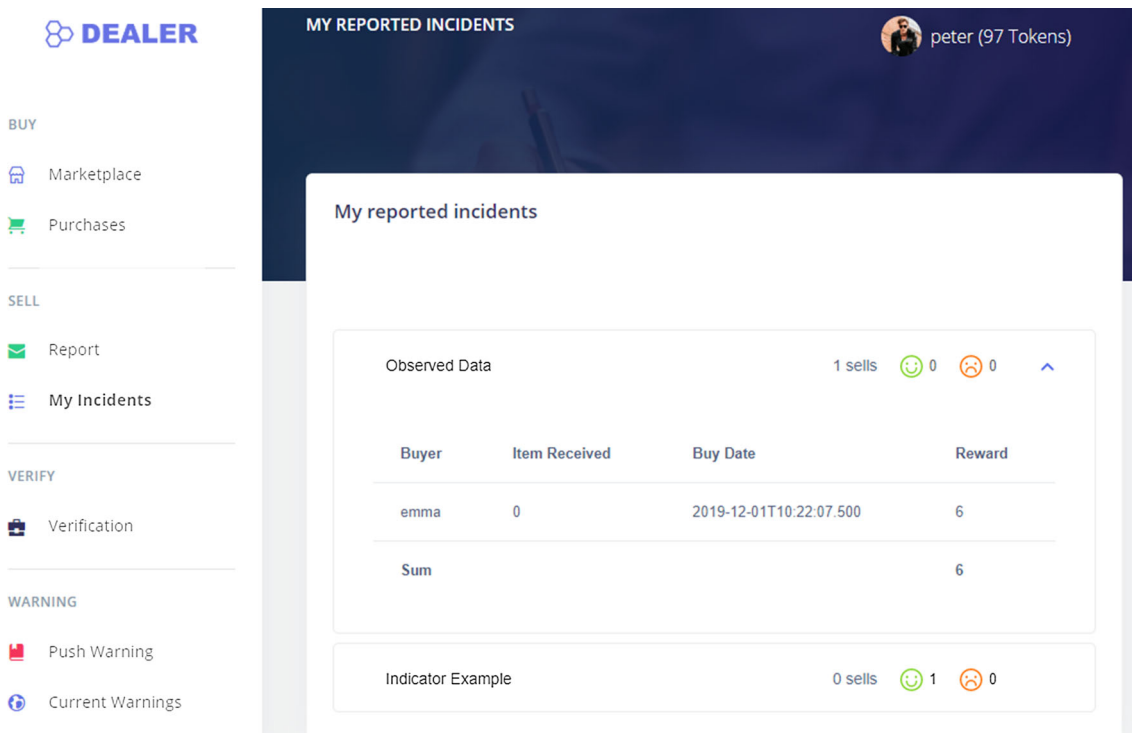 DEALER
BUY
Marketplace
Purchases
SELL
Report
My Incidents
VERIFY
Verification
WARNING
Push Warning
Current Warnings
MY REPORTED INCIDENTS
peter (97 Tokens)
My reported incidents
Observed Data 1 sells 0 0
Buyer Item Received Buy Date Reward
emma 0 2019-12-01T10:22:07.500 6
Sum 6
Indicator Example 0 sells 1 0